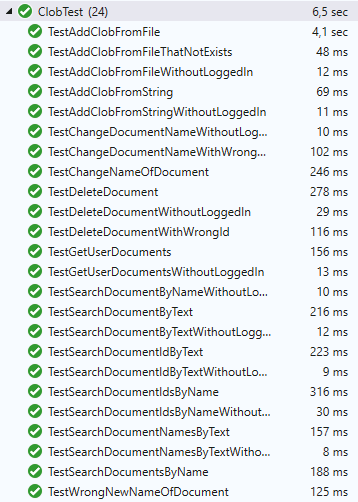 ClobTest (24) 6,5 sec
TestAddClobFromFile 4,1 sec
TestAddClobFromFileThatNotExists 48 ms
TestAddClobFromFileWithoutLoggedIn 12 ms
TestAddClobFromString 69 ms
TestAddClobFromStringWithoutLoggedIn 11 ms
TestChangeDocumentNameWithoutLog... 10 ms
TestChangeDocumentNameWithWrong... 102 ms
TestChangeNameOfDocument 246 ms
TestDeleteDocument 278 ms
TestDeleteDocumentWithoutLoggedIn 29 ms
TestDeleteDocumentWithWrongId 116 ms
TestGetUserDocuments 156 ms
TestGetUserDocumentsWithoutLoggedIn 13 ms
TestSearchDocumentByNameWithoutLo... 10 ms
TestSearchDocumentByText 216 ms
TestSearchDocumentByTextWithoutLogg... 12 ms
TestSearchDocumentIdByText 223 ms
TestSearchDocumentIdByTextWithoutLo... 9 ms
TestSearchDocumentIdsByName 316 ms
TestSearchDocumentIdsByNameWithout... 30 ms
TestSearchDocumentNamesByText 157 ms
TestSearchDocumentNamesByTextWitho... 8 ms
TestSearchDocumentsByName 188 ms
TestWrongNewNameOfDocument 125 ms